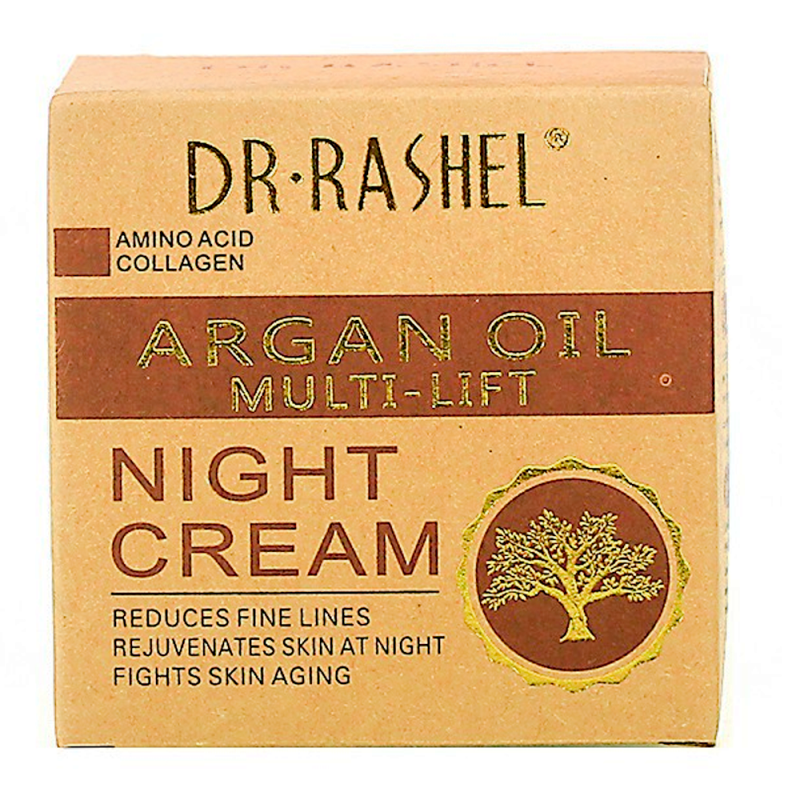 DR·RASHEL®
AMINO ACID
COLLAGEN
ARGAN OIL
MULTI-LIFT
NIGHT
CREAM
REDUCES FINE LINES
REJUVENATES SKIN AT NIGHT
FIGHTS SKIN AGING